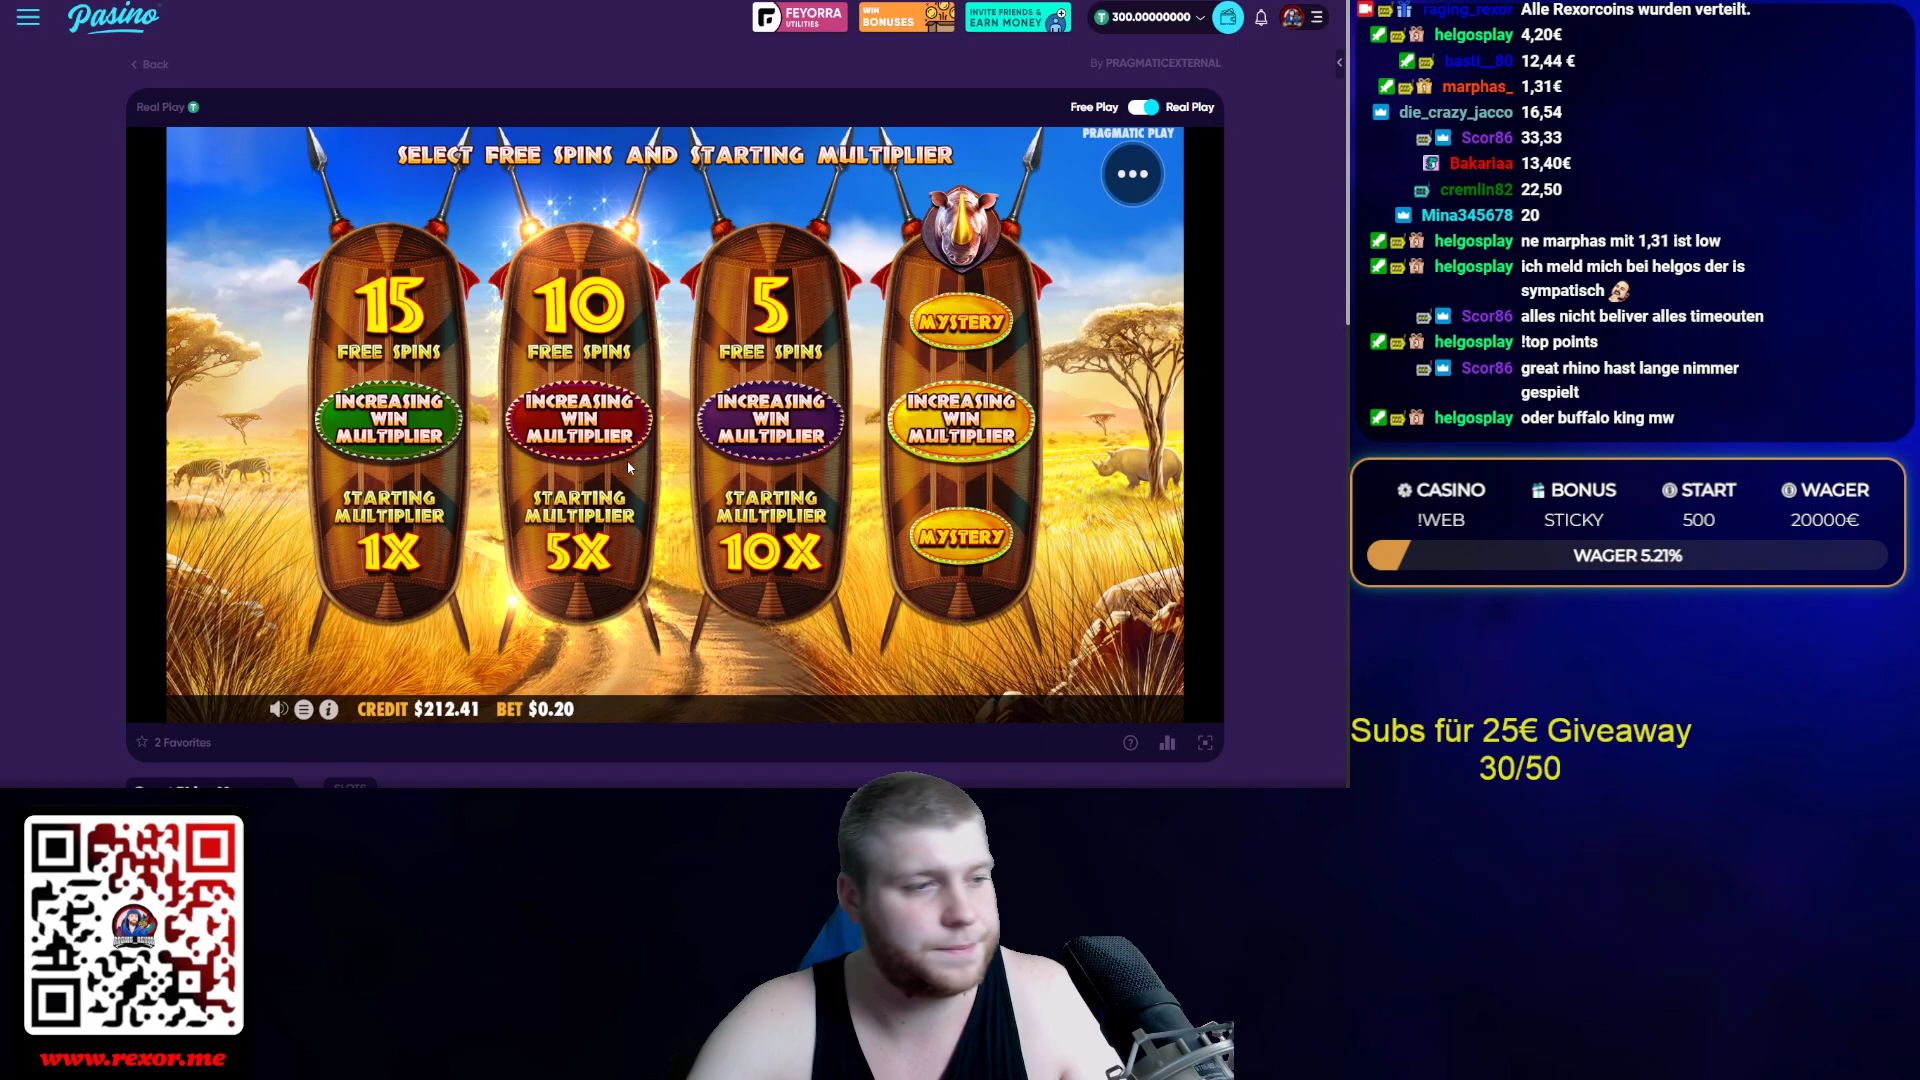 Pasino
FEYORRA
UTILITIES
WIN
BONUSES
INVITE FRIENDS &
EARN MONEY
300.00000000
Back
By PRAGMATICEXTERNAL
Real Play
Free Play
Real Play
PRAGMATIC PLAY
SELECT FREE SPINS AND STARTING MULTIPLIER
15
FREE SPINS
INCREASING
WIN
MULTIPLIER
STARTING
MULTIPLIER
1X
10
FREE SPINS
INCREASING
WIN
MULTIPLIER
STARTING
MULTIPLIER
5X
5
FREE SPINS
INCREASING
WIN
MULTIPLIER
STARTING
MULTIPLIER
10X
MYSTERY
INCREASING
WIN
MULTIPLIER
MYSTERY
CREDIT $212.41 BET $0.20
2 Favorites
SLOTS
raging_rexor Alle Rexorcoins wurden verteilt.
helgosplay 4,20€
basti__80 12,44 €
marphas_ 1,31€
die_crazy_jacco 16,54
Scor86 33,33
Bakariaa 13,40€
cremlin82 22,50
Mina345678 20
helgosplay ne marphas mit 1,31 ist low
helgosplay ich meld mich bei helgos der is
sympatisch
Scor86 alles nicht beliver alles timeouten
helgosplay !top points
Scor86 great rhino hast lange nimmer
gespielt
helgosplay oder buffalo king mw
CASINO BONUS START WAGER
!WEB STICKY 500 20000€
WAGER 5.21%
Subs für 25€ Giveaway
30/50
www.rexor.me